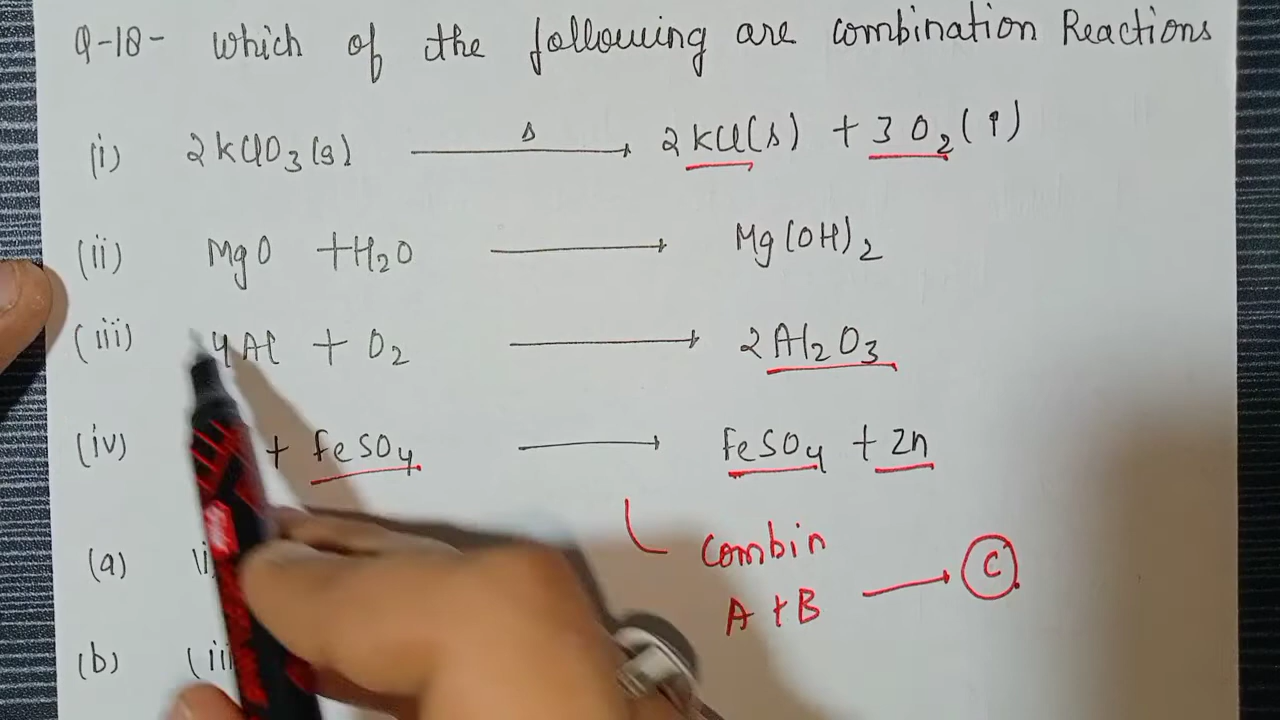 Q-18- which of the following are combination Reactions
(i) 2KClO3(s) Δ → 2KCl(s) + 3O2(g)
(ii) MgO + H2O → Mg(OH)2
(iii) 4Al + O2 → 2Al2O3
(iv) + FeSO4 → FeSO4 + Zn
combin
(a)
A + B → C
(b)